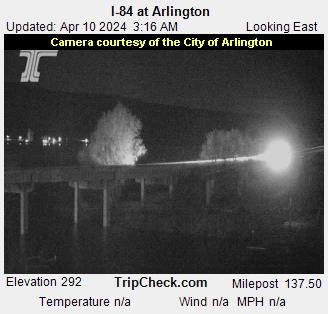 I-84 at Arlington
Updated: Apr 10 2024 3:16 AM Looking East
Camera courtesy of the City of Arlington
Elevation 292 TripCheck.com Milepost 137.50
Temperature n/a Wind n/a MPH n/a